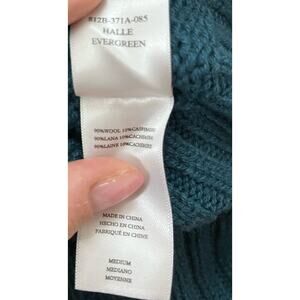 812B-371A-085
HALLE
EVERGREEN
90%WOOL 10%CASHMERE
90%LANA 10%CACHEMIR
90%LAINE 10%CACHEMIRE
MADE IN CHINA
HECHO EN CHINA
FABRIQUÉ EN CHINE
MEDIUM
MEDIANO
MOYENNE